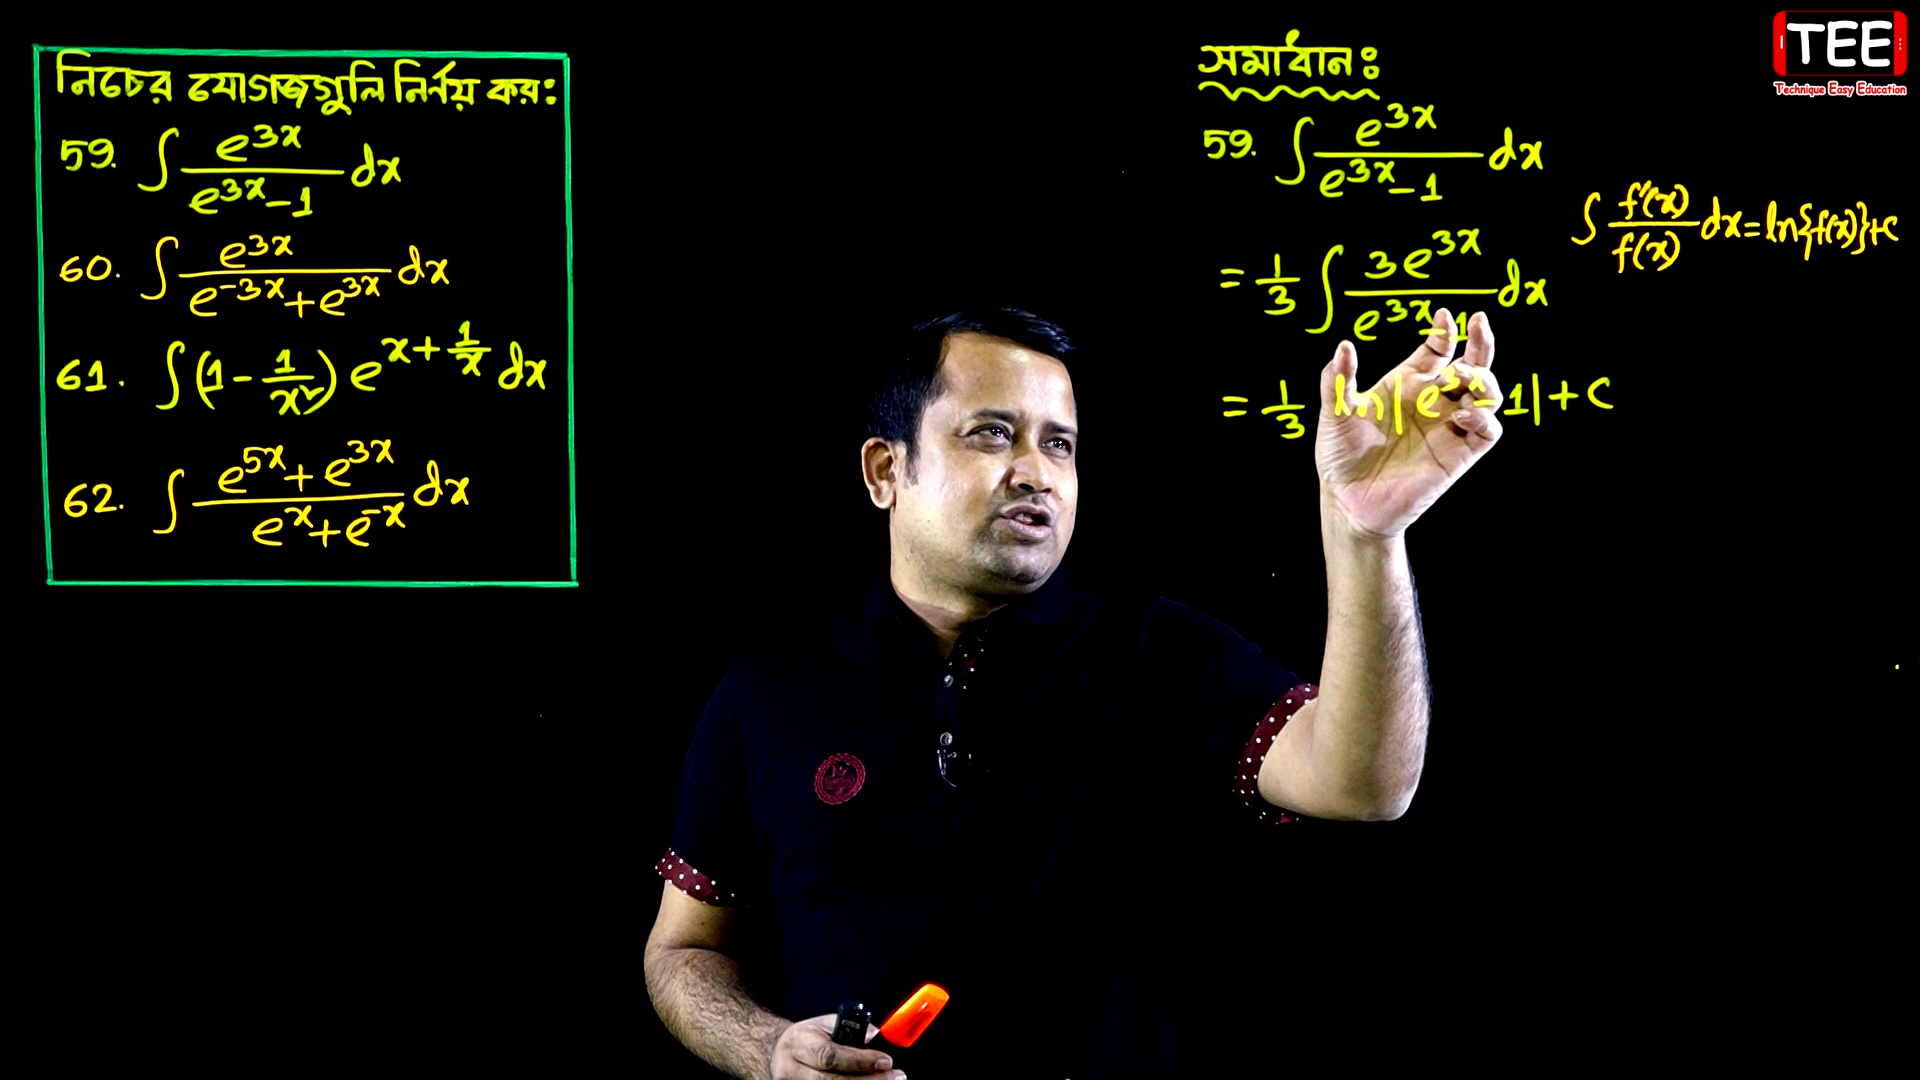 নিচের যোগজগুলি নির্ণয় কর:
59. ∫ e^{3x}/(e^{3x}-1) dx
60. ∫ e^{3x}/(e^{-3x}+e^{3x}) dx
61. ∫(1 - 1/x²) e^{x+1/x} dx
62. ∫ (e^{5x}+e^{3x})/(e^{x}+e^{-x}) dx
সমাধান:
59. ∫ e^{3x}/(e^{3x}-1) dx
= 1/3 ∫ 3e^{3x}/(e^{3x}-1) dx
= 1/3 ln|e^{3x}-1|+c
∫ f'(x)/f(x) dx=ln{f(x)}+c
TEE
Technique Easy Education